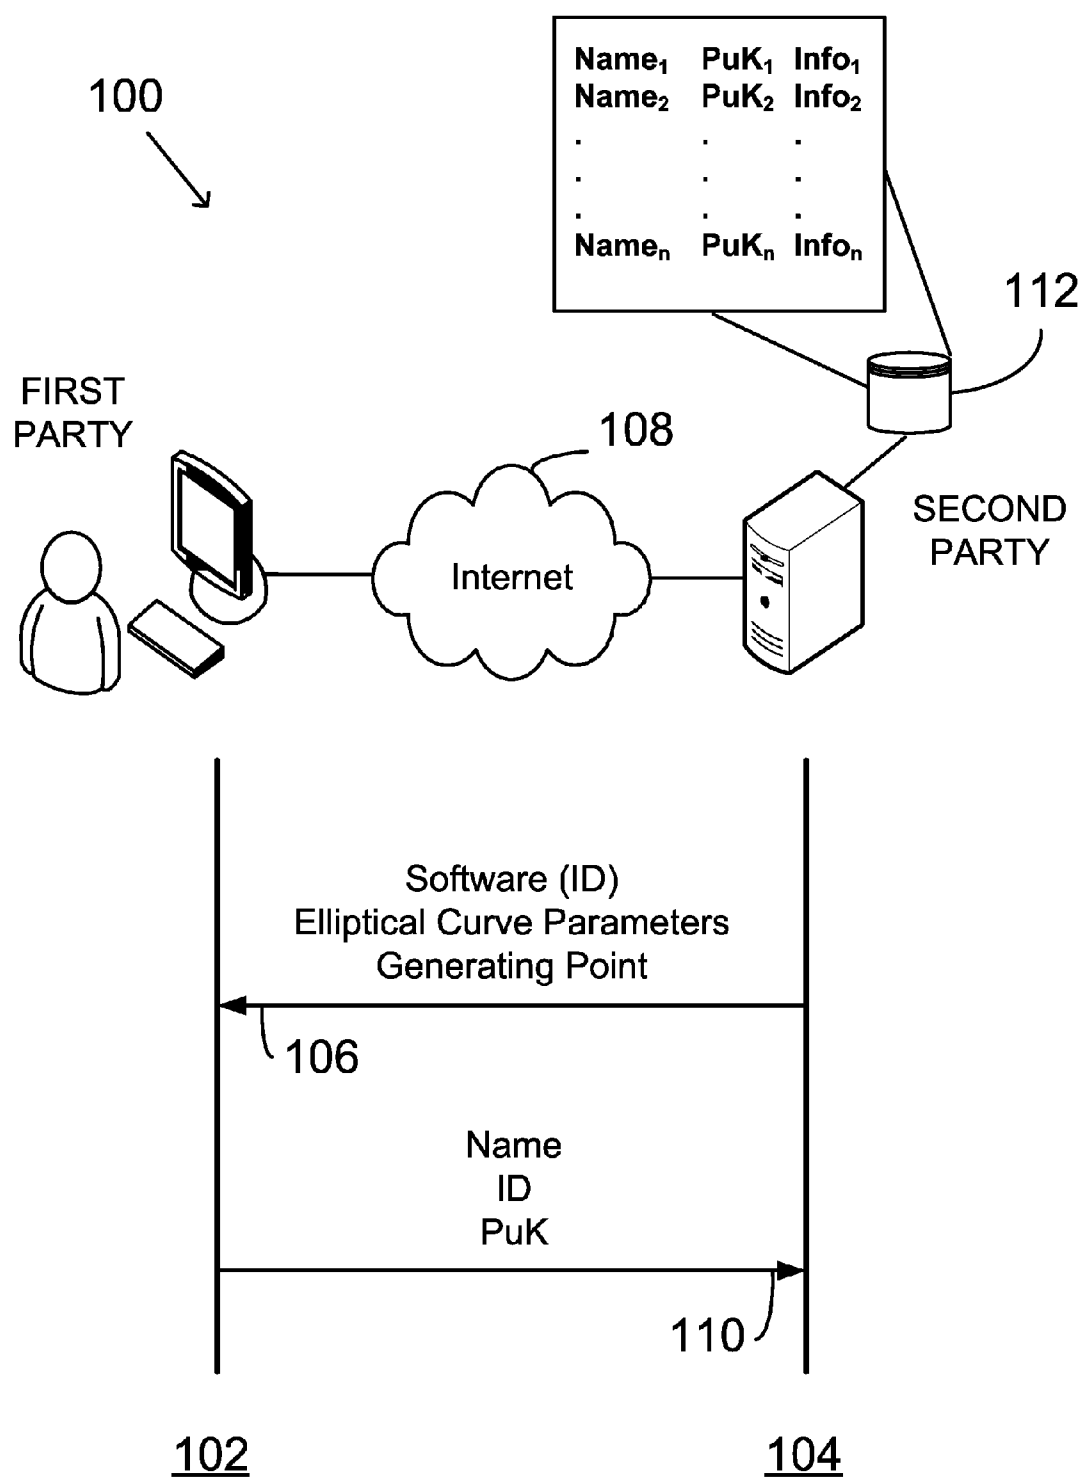 Name₁ PuK₁ Info₁
Name₂ PuK₂ Info₂
. . .
. . .
. . .
Nameₙ PuKₙ Infoₙ
100
112
FIRST
PARTY
108
Internet
SECOND
PARTY
Software (ID)
Elliptical Curve Parameters
Generating Point
106
Name
ID
PuK
110
102
104